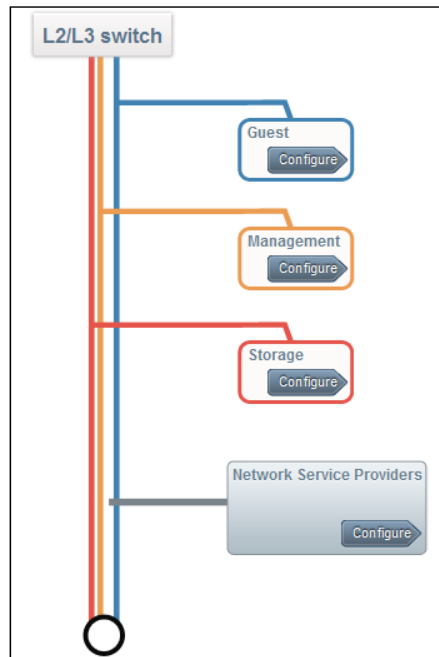 L2/L3 switch
Guest
Configure
Management
Configure
Storage
Configure
Network Service Providers
Configure